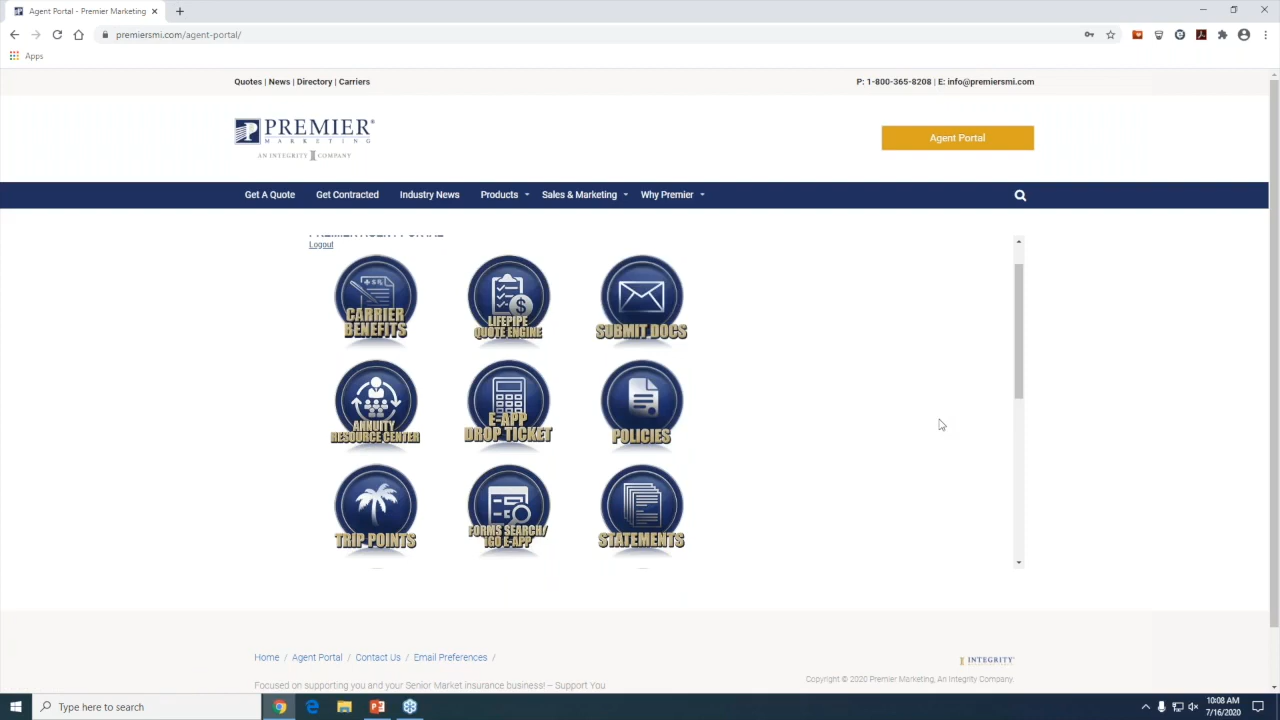 Agent Portal - Premier Marketing
premiersmi.com/agent-portal/
Apps
Quotes | News | Directory | Carriers
P: 1-800-365-8208 | E: info@premiersmi.com
PREMIER®
MARKETING
AN INTEGRITY COMPANY
Agent Portal
Get A Quote Get Contracted Industry News Products Sales & Marketing Why Premier
PREMIER AGENT PORTAL
Logout
CARRIER
BENEFITS
LIFEPIPE
QUOTE ENGINE
SUBMIT DOCS
ANNUITY
RESOURCE CENTER
E-APP
DROP TICKET
POLICIES
TRIP POINTS
FORMS SEARCH/
IGO E-APP
STATEMENTS
Home / Agent Portal / Contact Us / Email Preferences /
INTEGRITY
Copyright © 2020 Premier Marketing, An Integrity Company.
Focused on supporting you and your Senior Market insurance business! – Support You
Type here to search
10:08 AM
7/16/2020